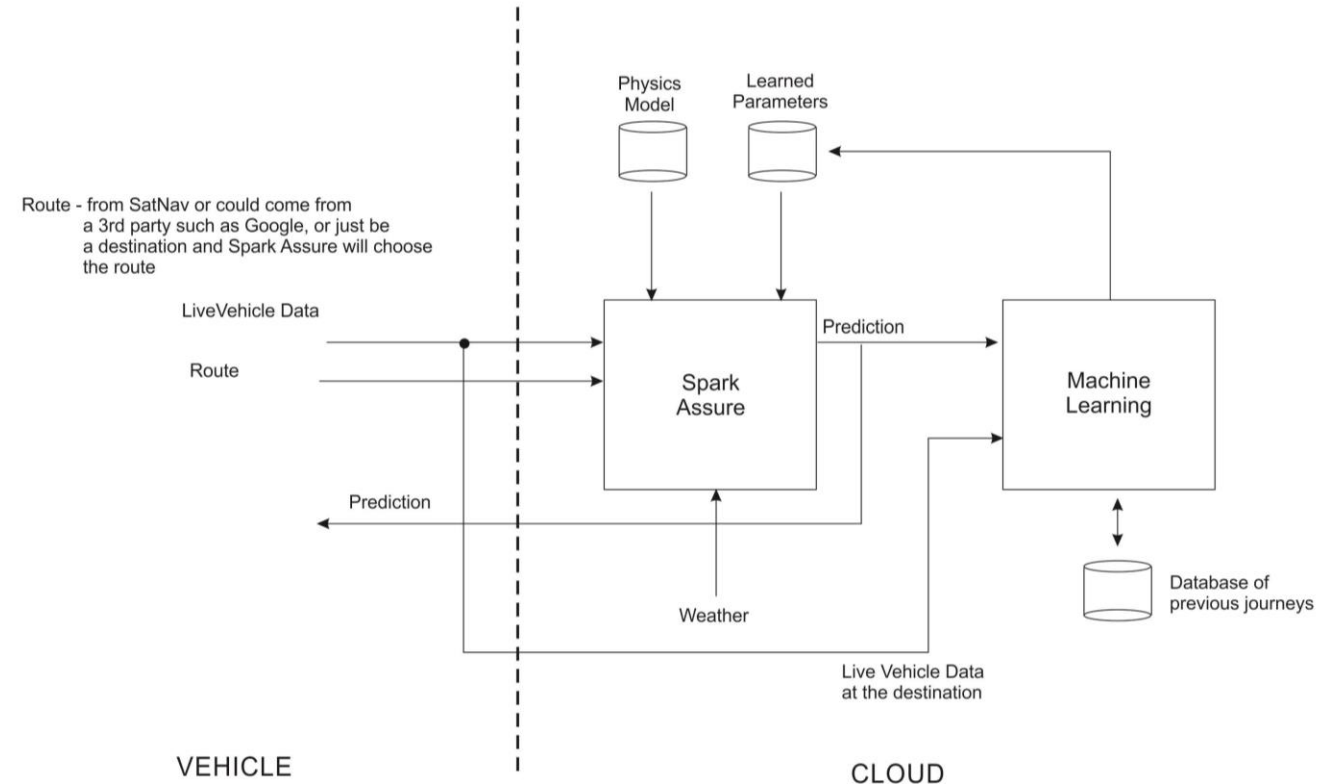 Physics
Model
Learned
Parameters
Route - from SatNav or could come from
a 3rd party such as Google, or just be
a destination and Spark Assure will choose
the route
LiveVehicle Data
Route
Prediction
Spark
Assure
Machine
Learning
Prediction
Weather
Database of
previous journeys
Live Vehicle Data
at the destination
VEHICLE
CLOUD